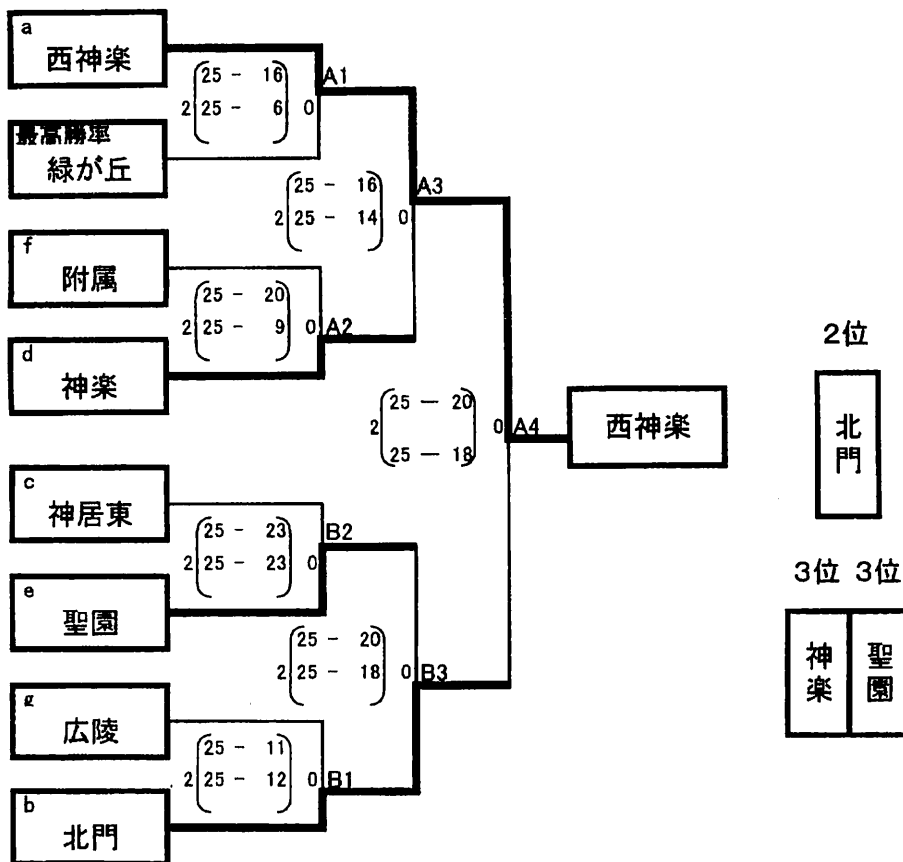 a
西神楽
25 - 16
2 25 - 6 0
A1
最高勝率
緑が丘
25 - 16
2 25 - 14 0
A3
f
附属
25 - 20
2 25 - 9 0
A2
d
神楽
25 - 20
2 0
25 - 18
A4
西神楽
2位
北門
c
神居東
25 - 23
2 25 - 23 0
B2
e
聖園
25 - 20
2 25 - 18 0
B3
3位 3位
神楽 聖園
g
広陵
25 - 11
2 25 - 12 0
B1
b
北門